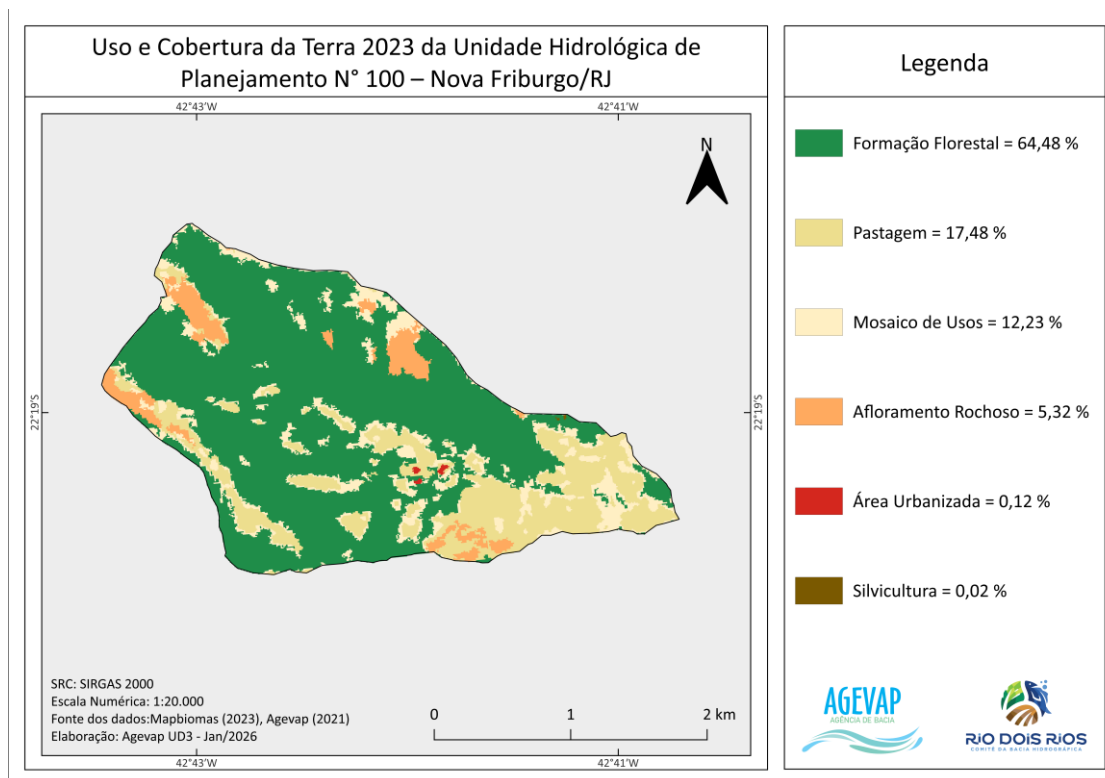 Uso e Cobertura da Terra 2023 da Unidade Hidrológica de
Planejamento N° 100 – Nova Friburgo/RJ
42°43'W
42°41'W
N
22°19'S
22°19'S
SRC: SIRGAS 2000
Escala Numérica: 1:20.000
Fonte dos dados:Mapbiomas (2023), Agevap (2021)
Elaboração: Agevap UD3 - Jan/2026
0
1
2 km
42°43'W
42°41'W
Legenda
Formação Florestal = 64,48 %
Pastagem = 17,48 %
Mosaico de Usos = 12,23 %
Afloramento Rochoso = 5,32 %
Área Urbanizada = 0,12 %
Silvicultura = 0,02 %
AGEVAP
AGÊNCIA DE BACIA
RIO DOIS RIOS
COMITÊ DA BACIA HIDROGRÁFICA